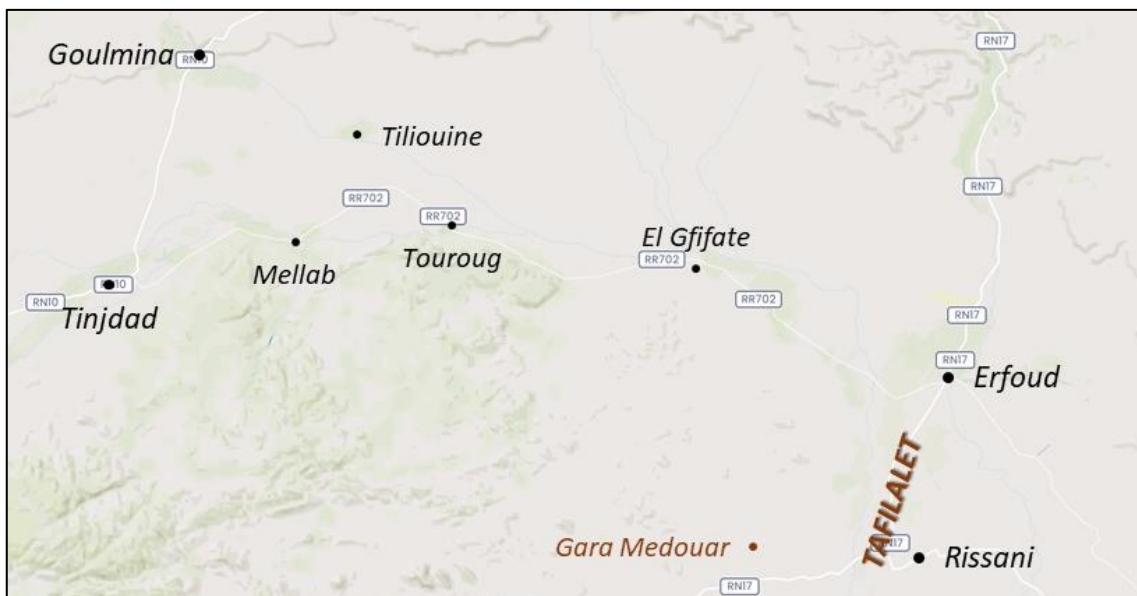 Goulmina
RN10
RN17
Tiliouine
RN17
RR702
RR702
El Gfifate
Touroug
Mellab
RR702
RN10
RN10
Tinjdad
RR702
RN17
RN17
Erfoud
TAFILALET
Gara Medouar
RN17
Rissani
RN17